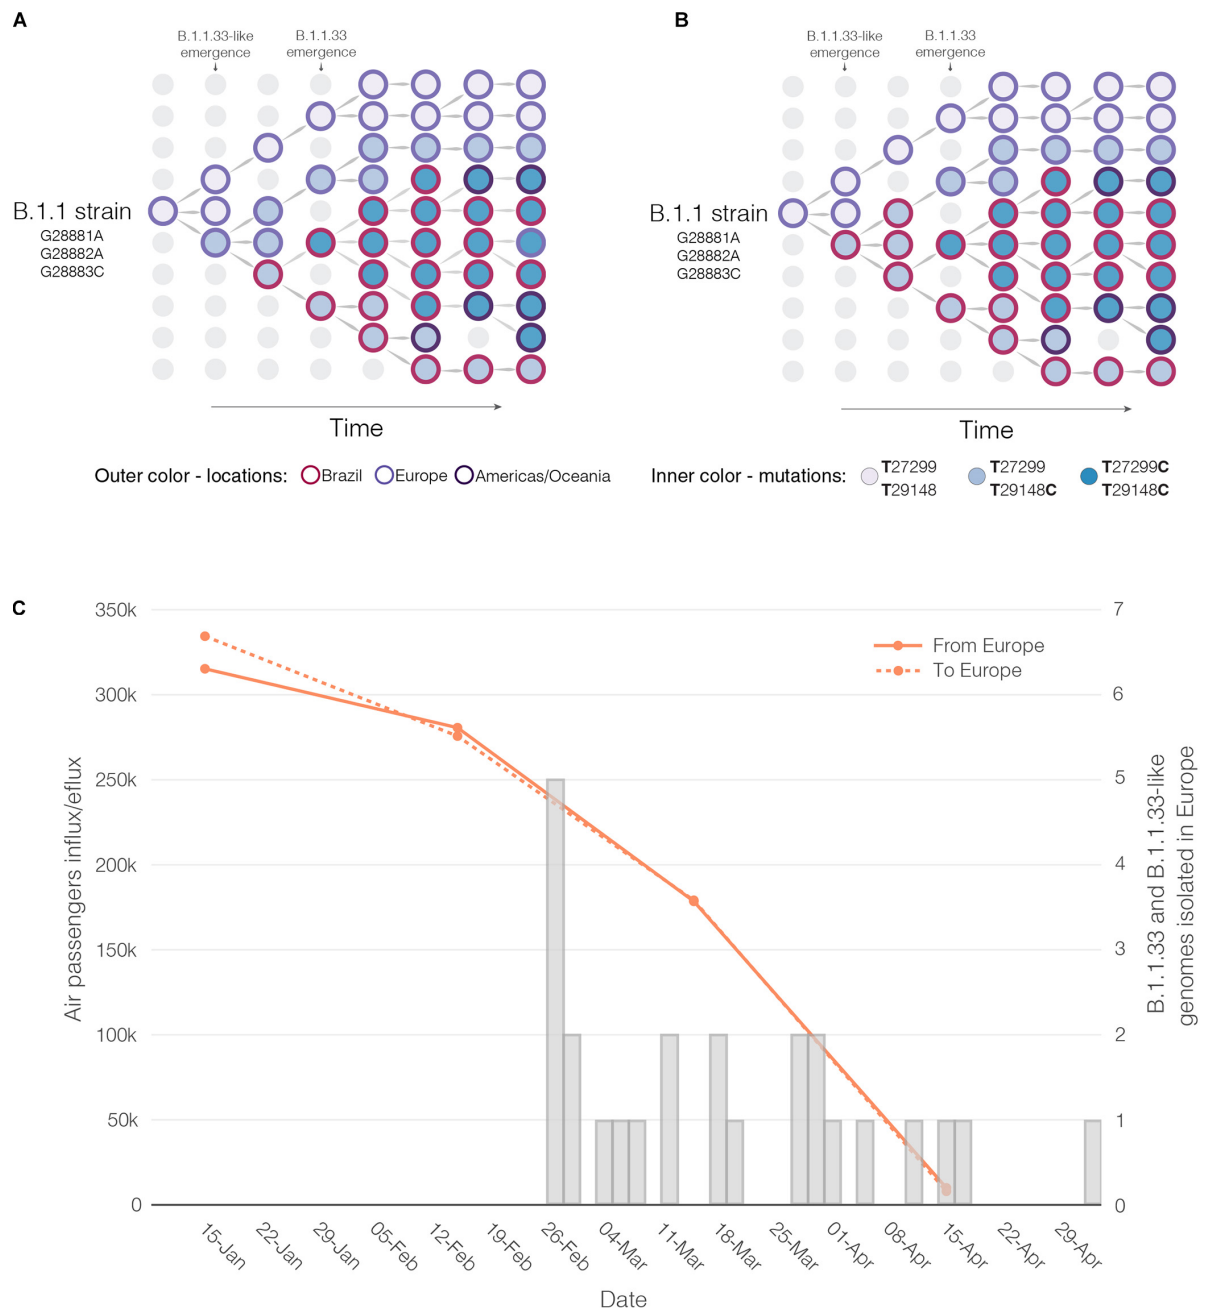 A
B
B.1.1.33-like
emergence
B.1.1.33
emergence
B.1.1.33-like
emergence
B.1.1.33
emergence
B.1.1 strain
G28881A
G28882A
G28883C
B.1.1 strain
G28881A
G28882A
G28883C
Time
Time
Outer color - locations:
Brazil
Europe
Americas/Oceania
Inner color - mutations:
T27299
T29148
T27299
T29148C
T27299C
T29148C
C
350k
300k
250k
200k
150k
100k
50k
0
Air passengers influx/eflux
From Europe
To Europe
7
6
5
4
3
2
1
0
B.1.1.33 and B.1.1.33-like
genomes isolated in Europe
15-Jan
22-Jan
29-Jan
05-Feb
12-Feb
19-Feb
26-Feb
04-Mar
11-Mar
18-Mar
25-Mar
01-Apr
08-Apr
15-Apr
22-Apr
29-Apr
Date